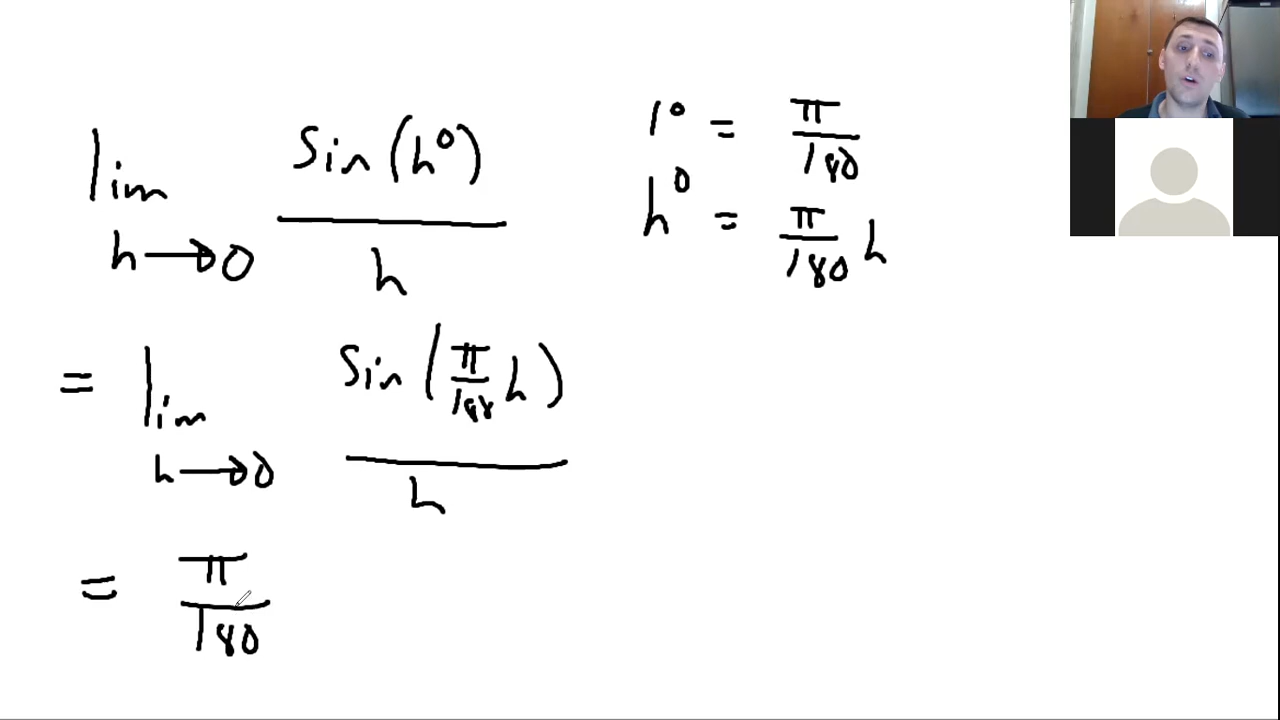 lim h→0 Sin(h°) / h
1° = π/180
h° = π/180 h
= lim h→0 Sin(π/180 h) / h
= π/180